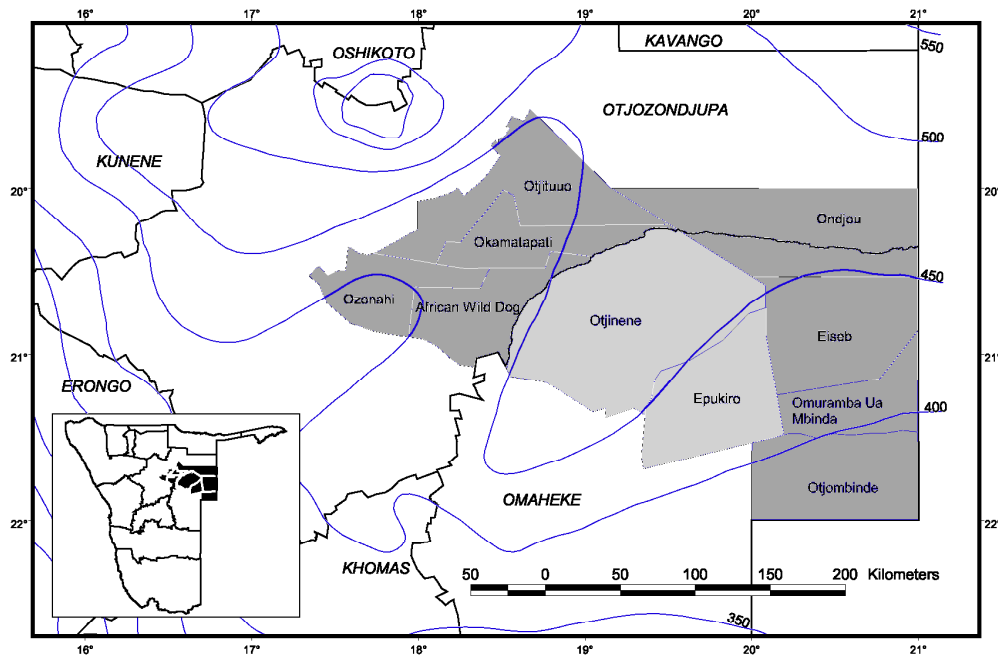 16° 17° 18° 19° 20° 21°
KAVANGO
550
OSHIKOTO
OTJOZONDJUPA
500
KUNENE
20° 20°
Otjituuo
Ondjou
Okamatapati
450
Ozonahi African Wild Dog
Otjinene
Eiseb
21° 21°
ERONGO
Epukiro
Omuramba Ua
Mbinda
400
Otjombinde
OMAHEKE
22° 22°
KHOMAS
50 0 50 100 150 200 Kilometers
350
16° 17° 18° 19° 20° 21°